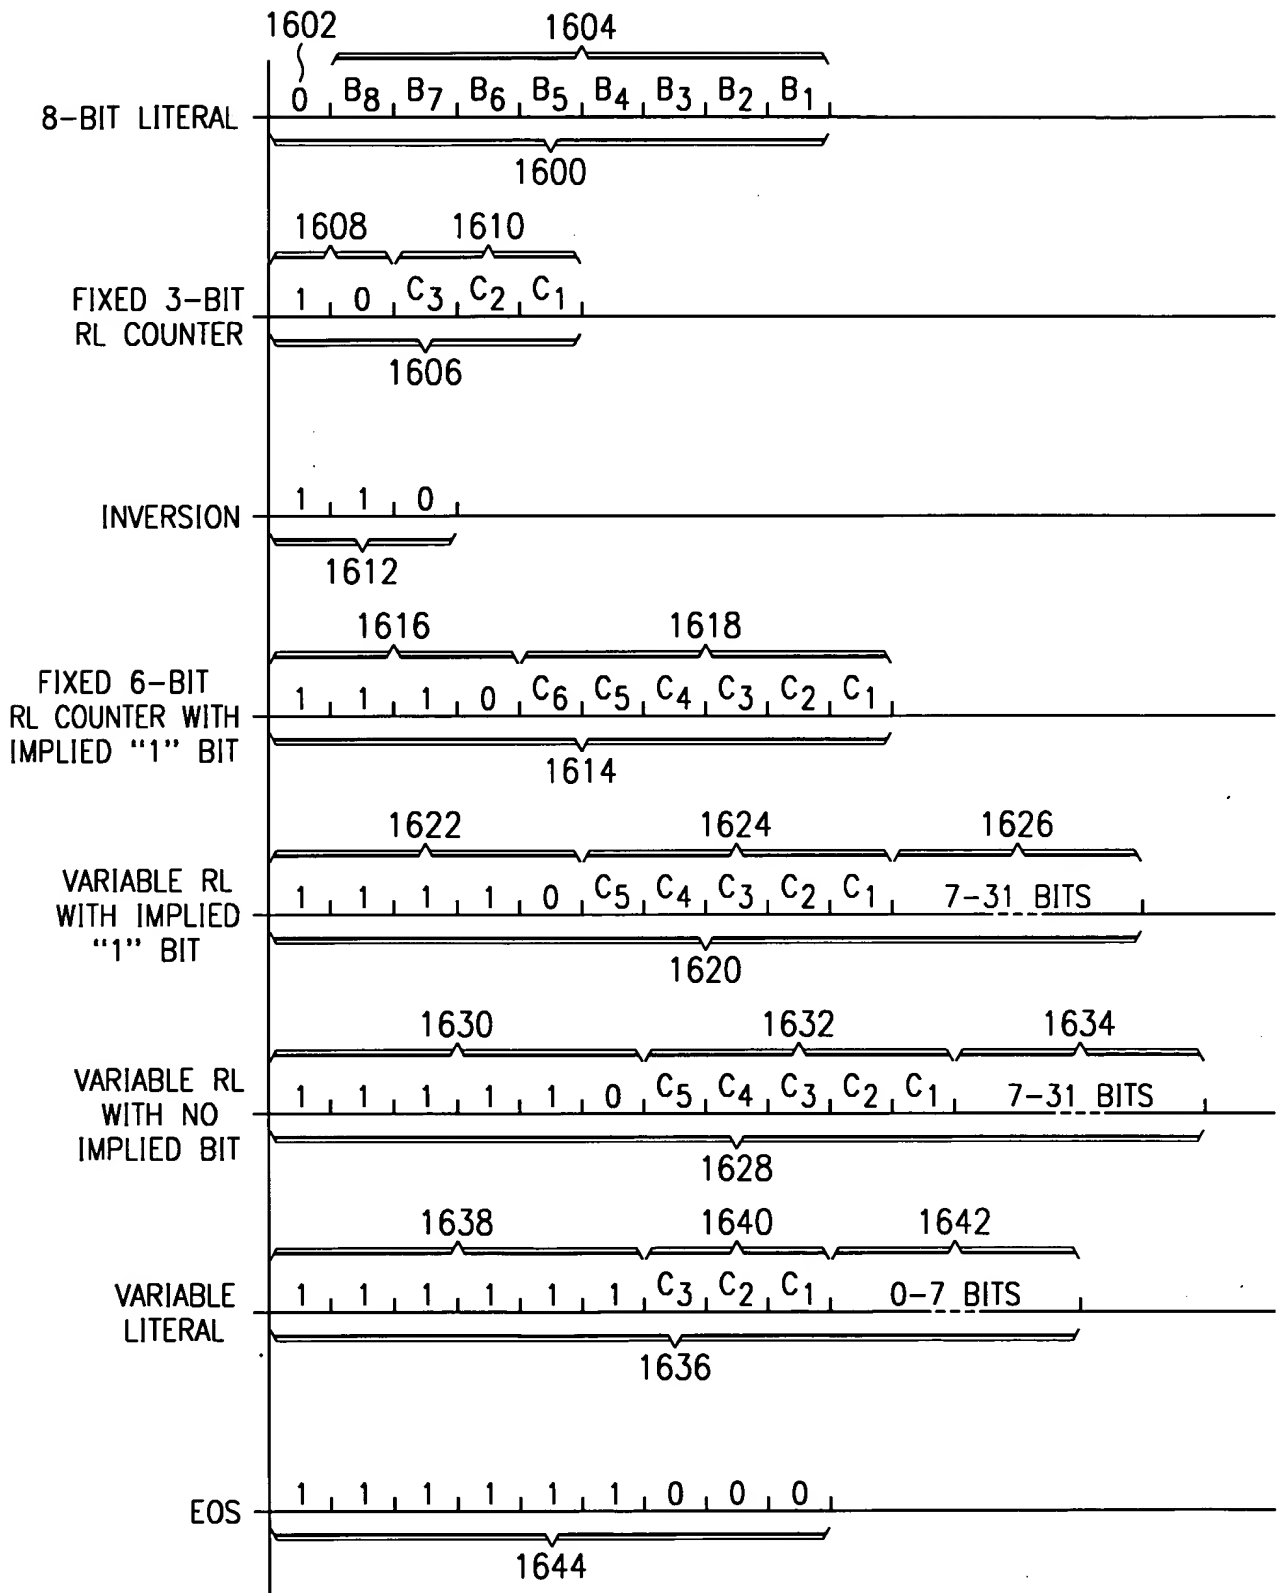 1602 1604
8-BIT LITERAL 0 B8 B7 B6 B5 B4 B3 B2 B1
1600
1608 1610
FIXED 3-BIT
RL COUNTER
1 0 C3 C2 C1
1606
INVERSION 1 1 0
1612
1616 1618
FIXED 6-BIT
RL COUNTER WITH
IMPLIED "1" BIT
1 1 1 0 C6 C5 C4 C3 C2 C1
1614
1622 1624 1626
VARIABLE RL
WITH IMPLIED
"1" BIT
1 1 1 1 0 C5 C4 C3 C2 C1 7-31 BITS
1620
1630 1632 1634
VARIABLE RL
WITH NO
IMPLIED BIT
1 1 1 1 1 0 C5 C4 C3 C2 C1 7-31 BITS
1628
1638 1640 1642
VARIABLE
LITERAL
1 1 1 1 1 1 C3 C2 C1 0-7 BITS
1636
EOS 1 1 1 1 1 1 0 0 0
1644